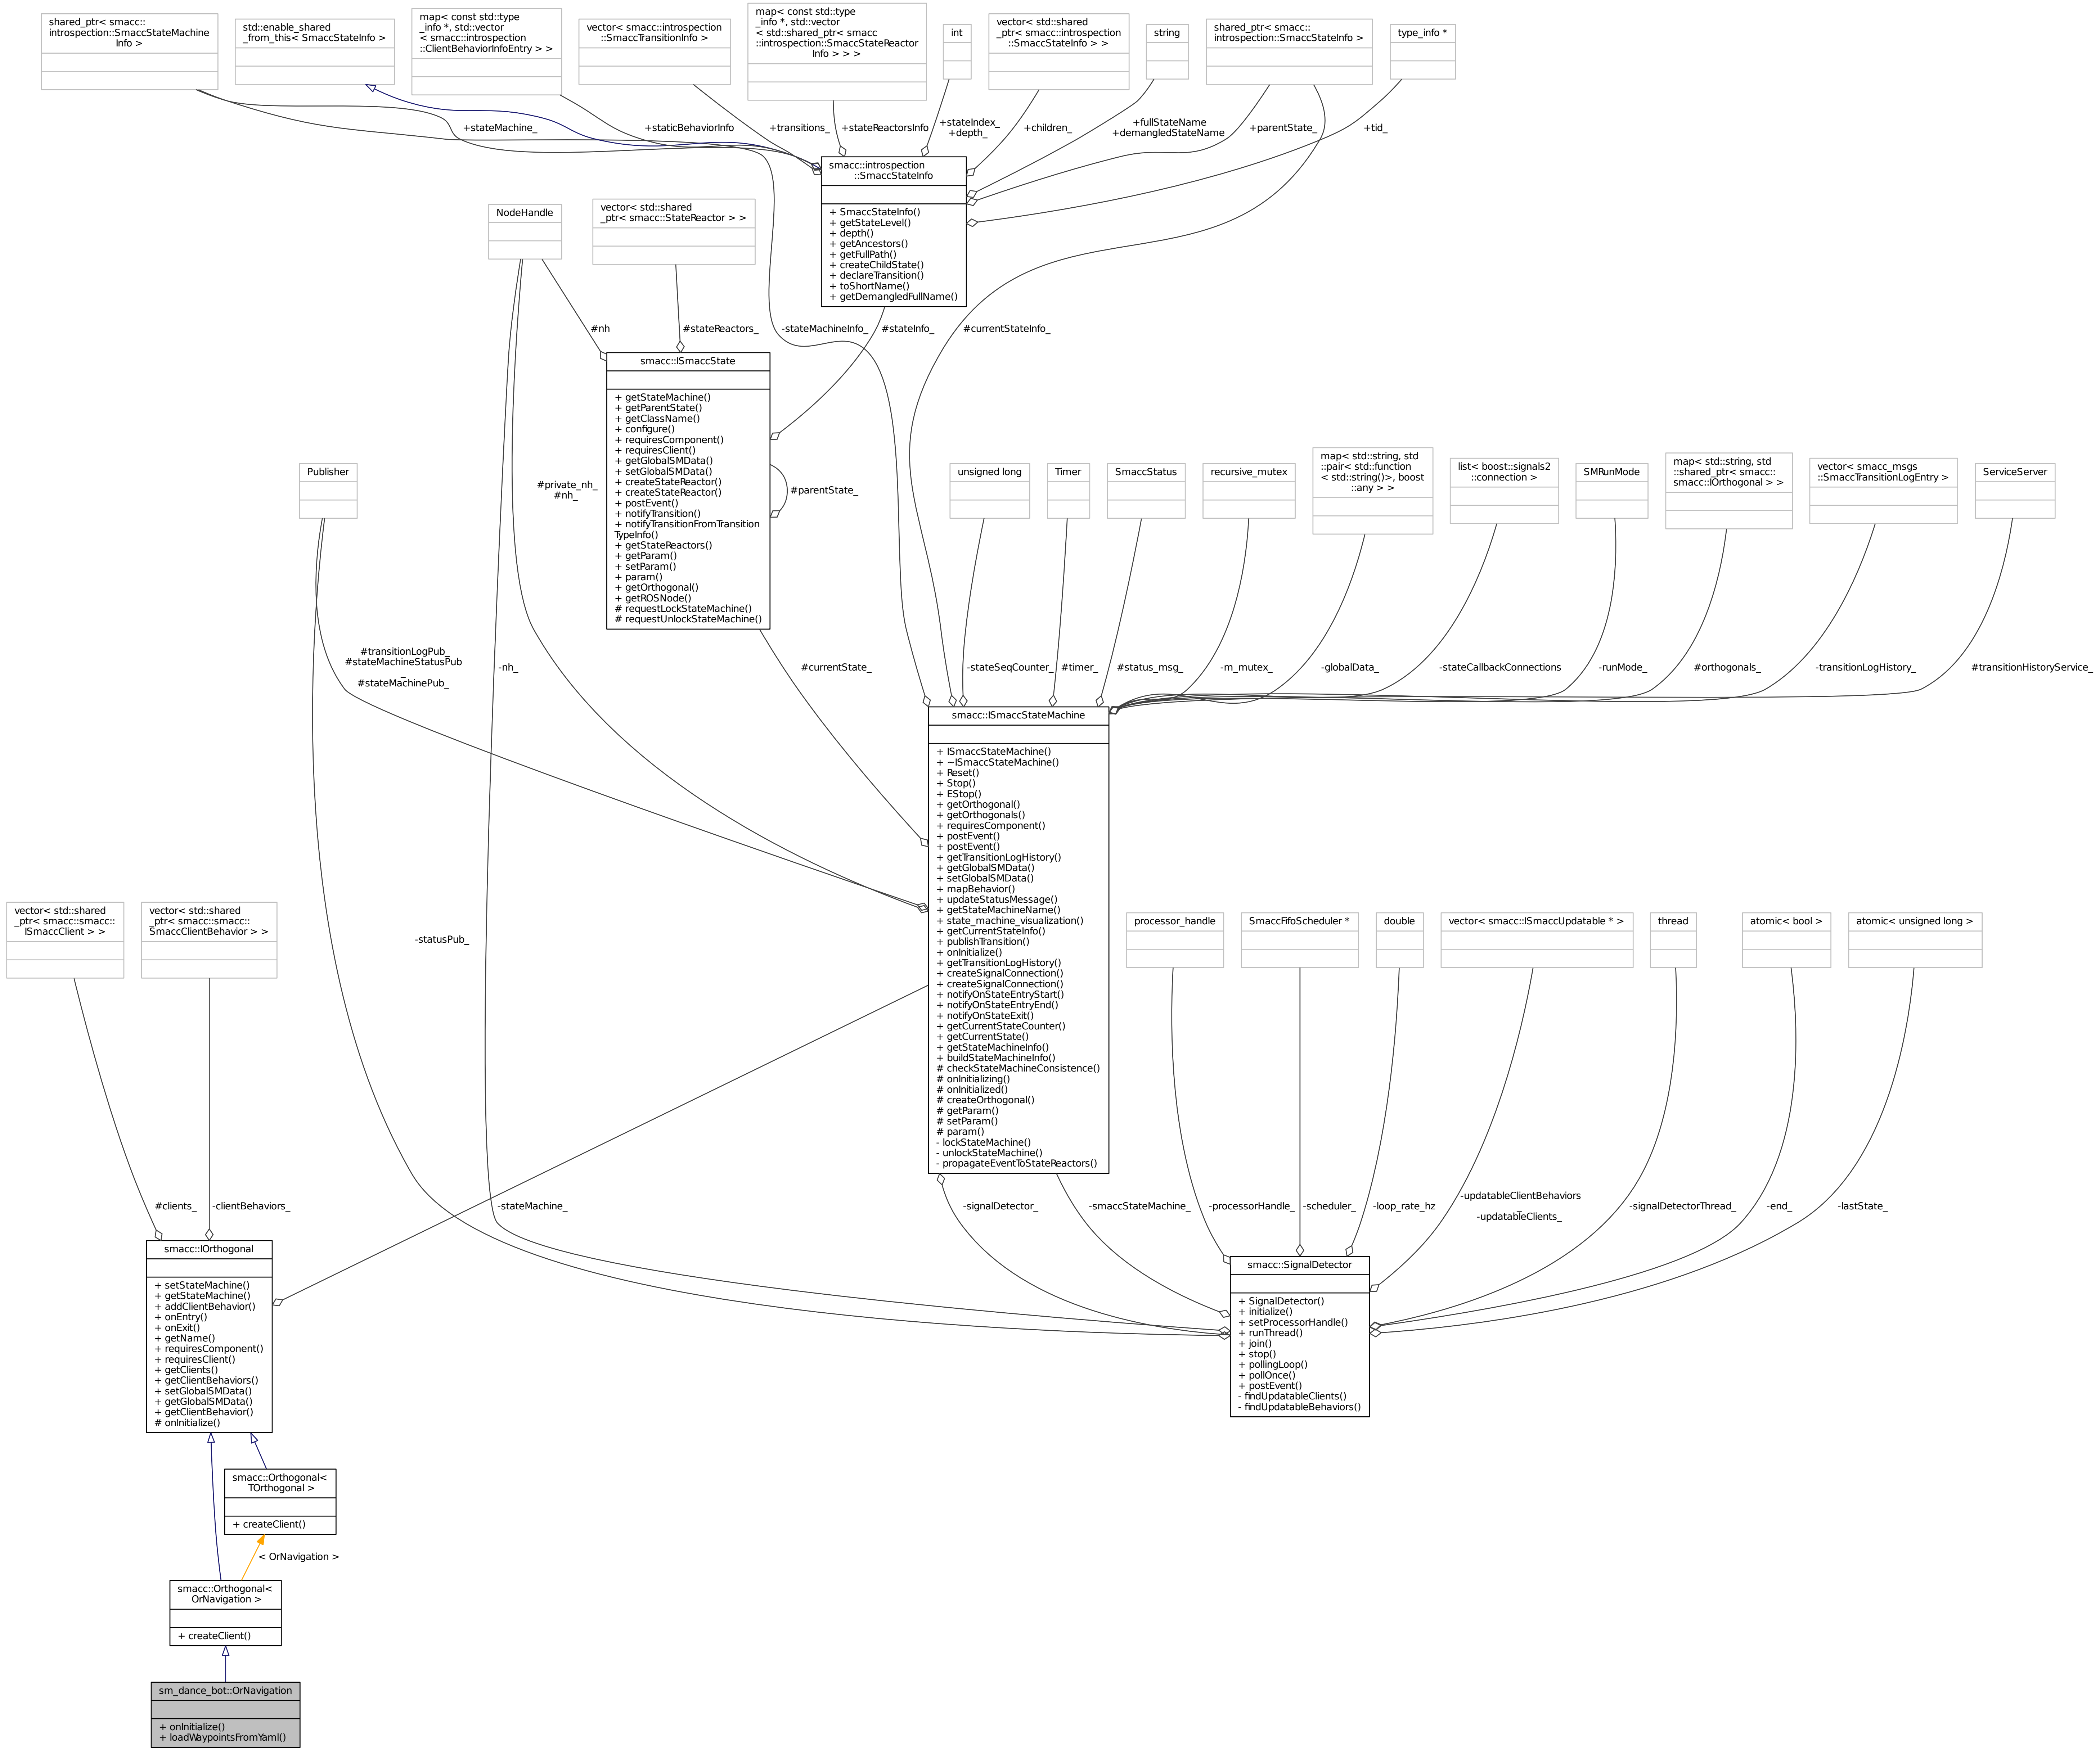 shared_ptr< smacc::
introspection::SmaccStateMachine
Info >
std::enable_shared
_from_this< SmaccStateInfo >
map< const std::type
_info *, std::vector
< smacc::introspection
::ClientBehaviorInfoEntry > >
vector< smacc::introspection
::SmaccTransitionInfo >
map< const std::type
_info *, std::vector
< std::shared_ptr< smacc
::introspection::SmaccStateReactor
Info > > >
int
vector< std::shared
_ptr< smacc::introspection
::SmaccStateInfo > >
string
shared_ptr< smacc::
introspection::SmaccStateInfo >
type_info *
+stateMachine_
+staticBehaviorInfo
+transitions_
+stateReactorsInfo
+stateIndex_
+depth_
+children_
+fullStateName
+demangledStateName
+parentState_
+tid_
smacc::introspection
::SmaccStateInfo
+ SmaccStateInfo()
+ getStateLevel()
+ depth()
+ getAncestors()
+ getFullPath()
+ createChildState()
+ declareTransition()
+ toShortName()
+ getDemangledFullName()
NodeHandle
vector< std::shared
_ptr< smacc::StateReactor > >
#nh
#stateReactors_
-stateMachineInfo_
#stateInfo_
#currentStateInfo_
smacc::ISmaccState
+ getStateMachine()
+ getParentState()
+ getClassName()
+ configure()
+ requiresComponent()
+ requiresClient()
+ getGlobalSMData()
+ setGlobalSMData()
+ createStateReactor()
+ createStateReactor()
+ postEvent()
+ notifyTransition()
+ notifyTransitionFromTransition
TypeInfo()
+ getStateReactors()
+ getParam()
+ setParam()
+ param()
+ getOrthogonal()
+ getROSNode()
# requestLockStateMachine()
# requestUnlockStateMachine()
#parentState_
Publisher
#private_nh_
#nh_
unsigned long
Timer
SmaccStatus
recursive_mutex
map< std::string, std
::pair< std::function
< std::string()>, boost
::any > >
list< boost::signals2
::connection >
SMRunMode
map< std::string, std
::shared_ptr< smacc::
smacc::IOrthogonal > >
vector< smacc_msgs
::SmaccTransitionLogEntry >
ServiceServer
#transitionLogPub_
#stateMachineStatusPub
_
#stateMachinePub_
-nh_
#currentState_
-stateSeqCounter_
#timer_
#status_msg_
-m_mutex_
-globalData_
-stateCallbackConnections
-runMode_
#orthogonals_
-transitionLogHistory_
#transitionHistoryService_
smacc::ISmaccStateMachine
+ ISmaccStateMachine()
+ ~ISmaccStateMachine()
+ Reset()
+ Stop()
+ EStop()
+ getOrthogonal()
+ getOrthogonals()
+ requiresComponent()
+ postEvent()
+ postEvent()
+ getTransitionLogHistory()
+ getGlobalSMData()
+ setGlobalSMData()
+ mapBehavior()
+ updateStatusMessage()
+ getStateMachineName()
+ state_machine_visualization()
+ getCurrentStateInfo()
+ publishTransition()
+ onInitialize()
+ getTransitionLogHistory()
+ createSignalConnection()
+ createSignalConnection()
+ notifyOnStateEntryStart()
+ notifyOnStateEntryEnd()
+ notifyOnStateExit()
+ getCurrentStateCounter()
+ getCurrentState()
+ getStateMachineInfo()
+ buildStateMachineInfo()
# checkStateMachineConsistence()
# onInitializing()
# onInitialized()
# createOrthogonal()
# getParam()
# setParam()
# param()
- lockStateMachine()
- unlockStateMachine()
- propagateEventToStateReactors()
vector< std::shared
_ptr< smacc::smacc::
ISmaccClient > >
vector< std::shared
_ptr< smacc::smacc::
SmaccClientBehavior > >
-statusPub_
processor_handle
SmaccFifoScheduler *
double
vector< smacc::ISmaccUpdatable * >
thread
atomic< bool >
atomic< unsigned long >
#clients_
-clientBehaviors_
-stateMachine_
-signalDetector_
-smaccStateMachine_
-processorHandle_
-scheduler_
-loop_rate_hz
-updatableClientBehaviors
_
-updatableClients_
-signalDetectorThread_
-end_
-lastState_
smacc::IOrthogonal
+ setStateMachine()
+ getStateMachine()
+ addClientBehavior()
+ onEntry()
+ onExit()
+ getName()
+ requiresComponent()
+ requiresClient()
+ getClients()
+ getClientBehaviors()
+ setGlobalSMData()
+ getGlobalSMData()
+ getClientBehavior()
# onInitialize()
smacc::SignalDetector
+ SignalDetector()
+ initialize()
+ setProcessorHandle()
+ runThread()
+ join()
+ stop()
+ pollingLoop()
+ pollOnce()
+ postEvent()
- findUpdatableClients()
- findUpdatableBehaviors()
smacc::Orthogonal<
TOrthogonal >
+ createClient()
< OrNavigation >
smacc::Orthogonal<
OrNavigation >
+ createClient()
sm_dance_bot::OrNavigation
+ onInitialize()
+ loadWaypointsFromYaml()